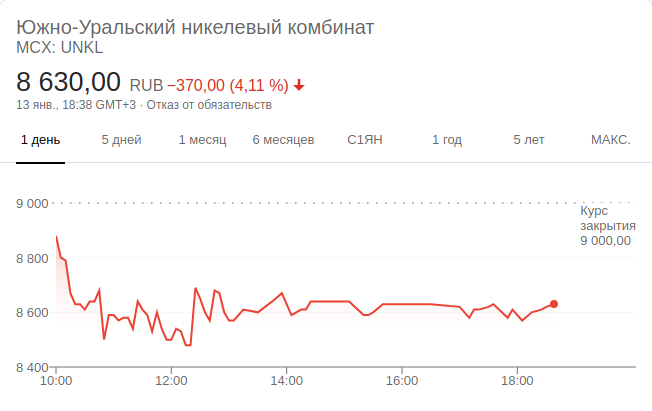 Южно-Уральский никелевый комбинат
MCX: UNKL
8 630,00 RUB −370,00 (4,11 %)
13 янв., 18:38 GMT+3 · Отказ от обязательств
1 день 5 дней 1 месяц 6 месяцев С1ЯН 1 год 5 лет МАКС.
9 000
Курс
закрытия
9 000,00
8 800
8 600
8 400
10:00 12:00 14:00 16:00 18:00